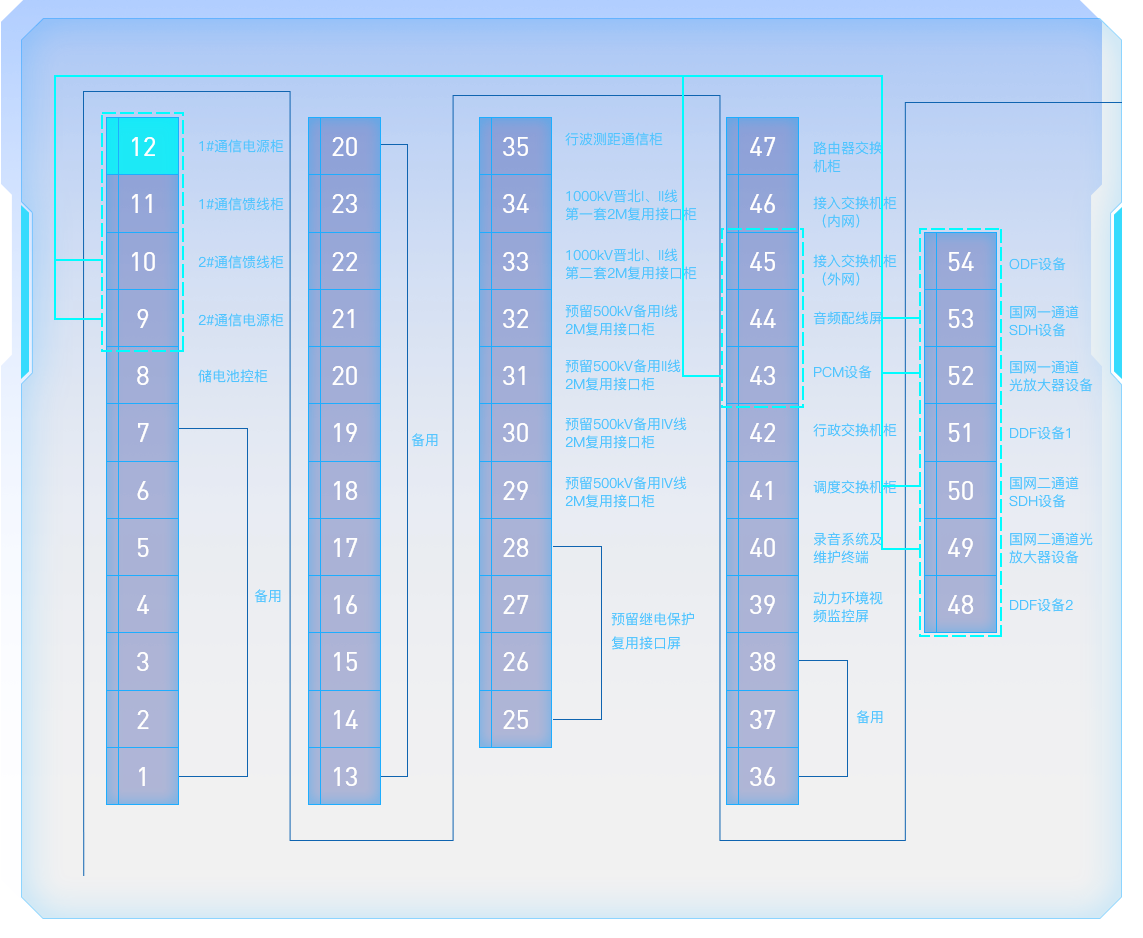 12
1#通信电源柜
11
1#通信馈线柜
10
2#通信馈线柜
9
2#通信电源柜
8
储电池控柜
7
6
5
4
3
2
1
备用
20
23
22
21
20
19
18
17
16
15
14
13
备用
35
行波测距通信柜
34
1000kV晋北I、II线
第一套2M复用接口柜
33
1000kV晋北I、II线
第二套2M复用接口柜
32
预留500kV备用I线
2M复用接口柜
31
预留500kV备用II线
2M复用接口柜
30
预留500kV备用IV线
2M复用接口柜
29
预留500kV备用IV线
2M复用接口柜
28
27
26
25
预留继电保护
复用接口屏
47
路由器交换
机柜
46
接入交换机柜
（内网）
45
接入交换机柜
（外网）
44
音频配线屏
43
PCM设备
42
行政交换机柜
41
调度交换机柜
40
录音系统及
维护终端
39
动力环境视
频监控屏
38
37
36
备用
54
ODF设备
53
国网一通道
SDH设备
52
国网一通道
光放大器设备
51
DDF设备1
50
国网二通道
SDH设备
49
国网二通道光
放大器设备
48
DDF设备2